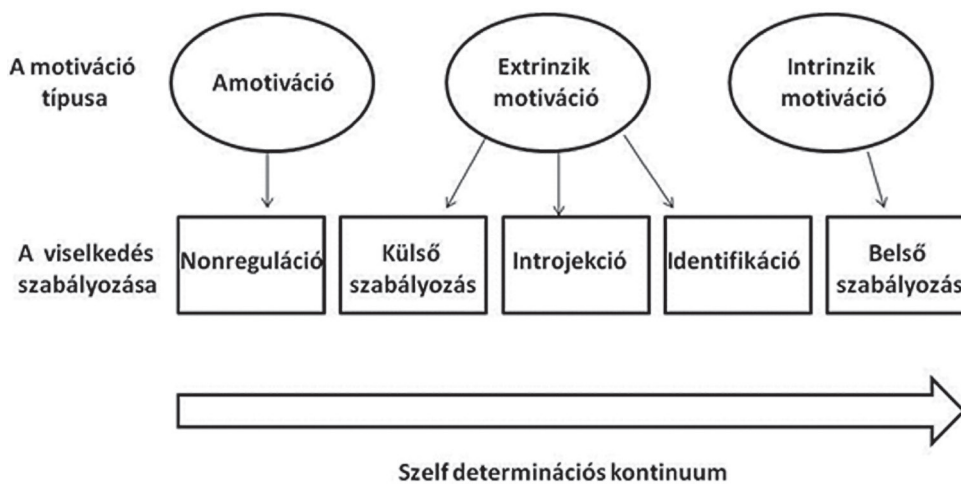 A motiváció
típusa
Amotiváció
Extrinzik
motiváció
Intrinzik
motiváció
A viselkedés
szabályozása
Nonreguláció
Külső
szabályozás
Introjekció
Identifikáció
Belső
szabályozás
Szelf determinációs kontinuum